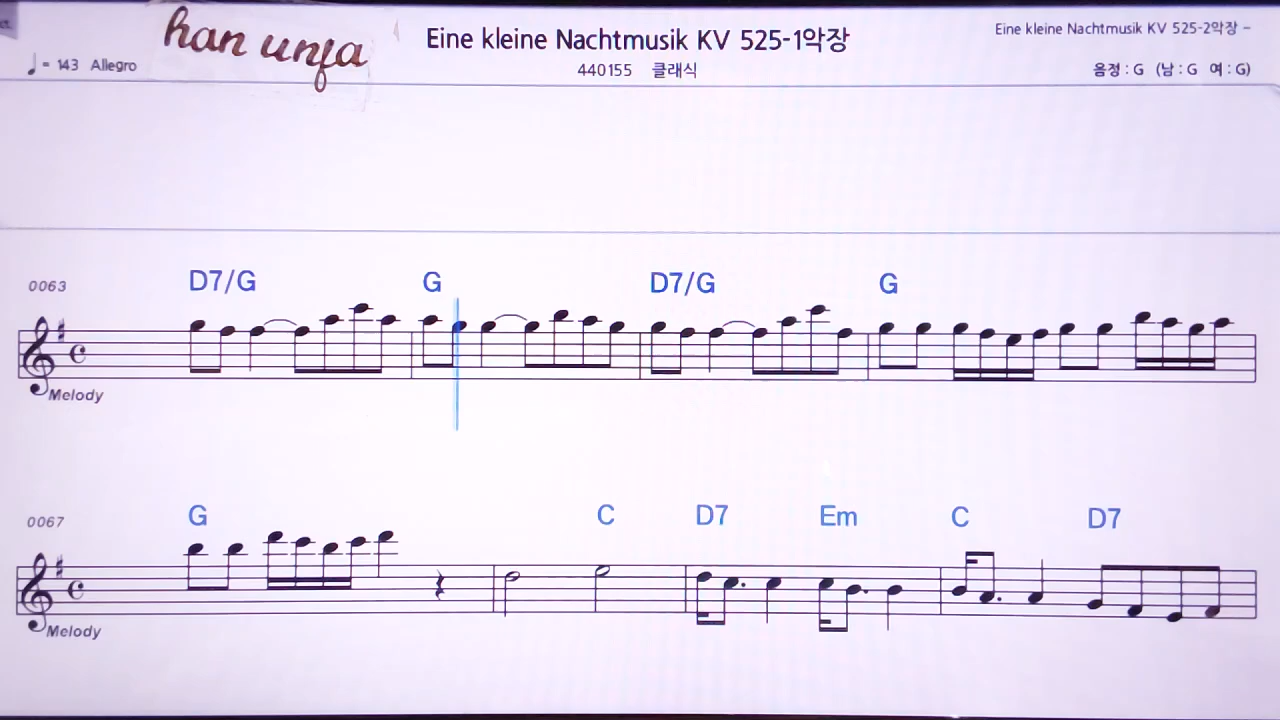 han unfa
Eine kleine Nachtmusik KV 525-1악장
Eine kleine Nachtmusik KV 525-2악장 -
♩= 143 Allegro
440155 클래식
음정 : G (남 : G 여 : G)
0063
D7/G G D7/G G
Melody
0067
G C D7 Em C D7
Melody